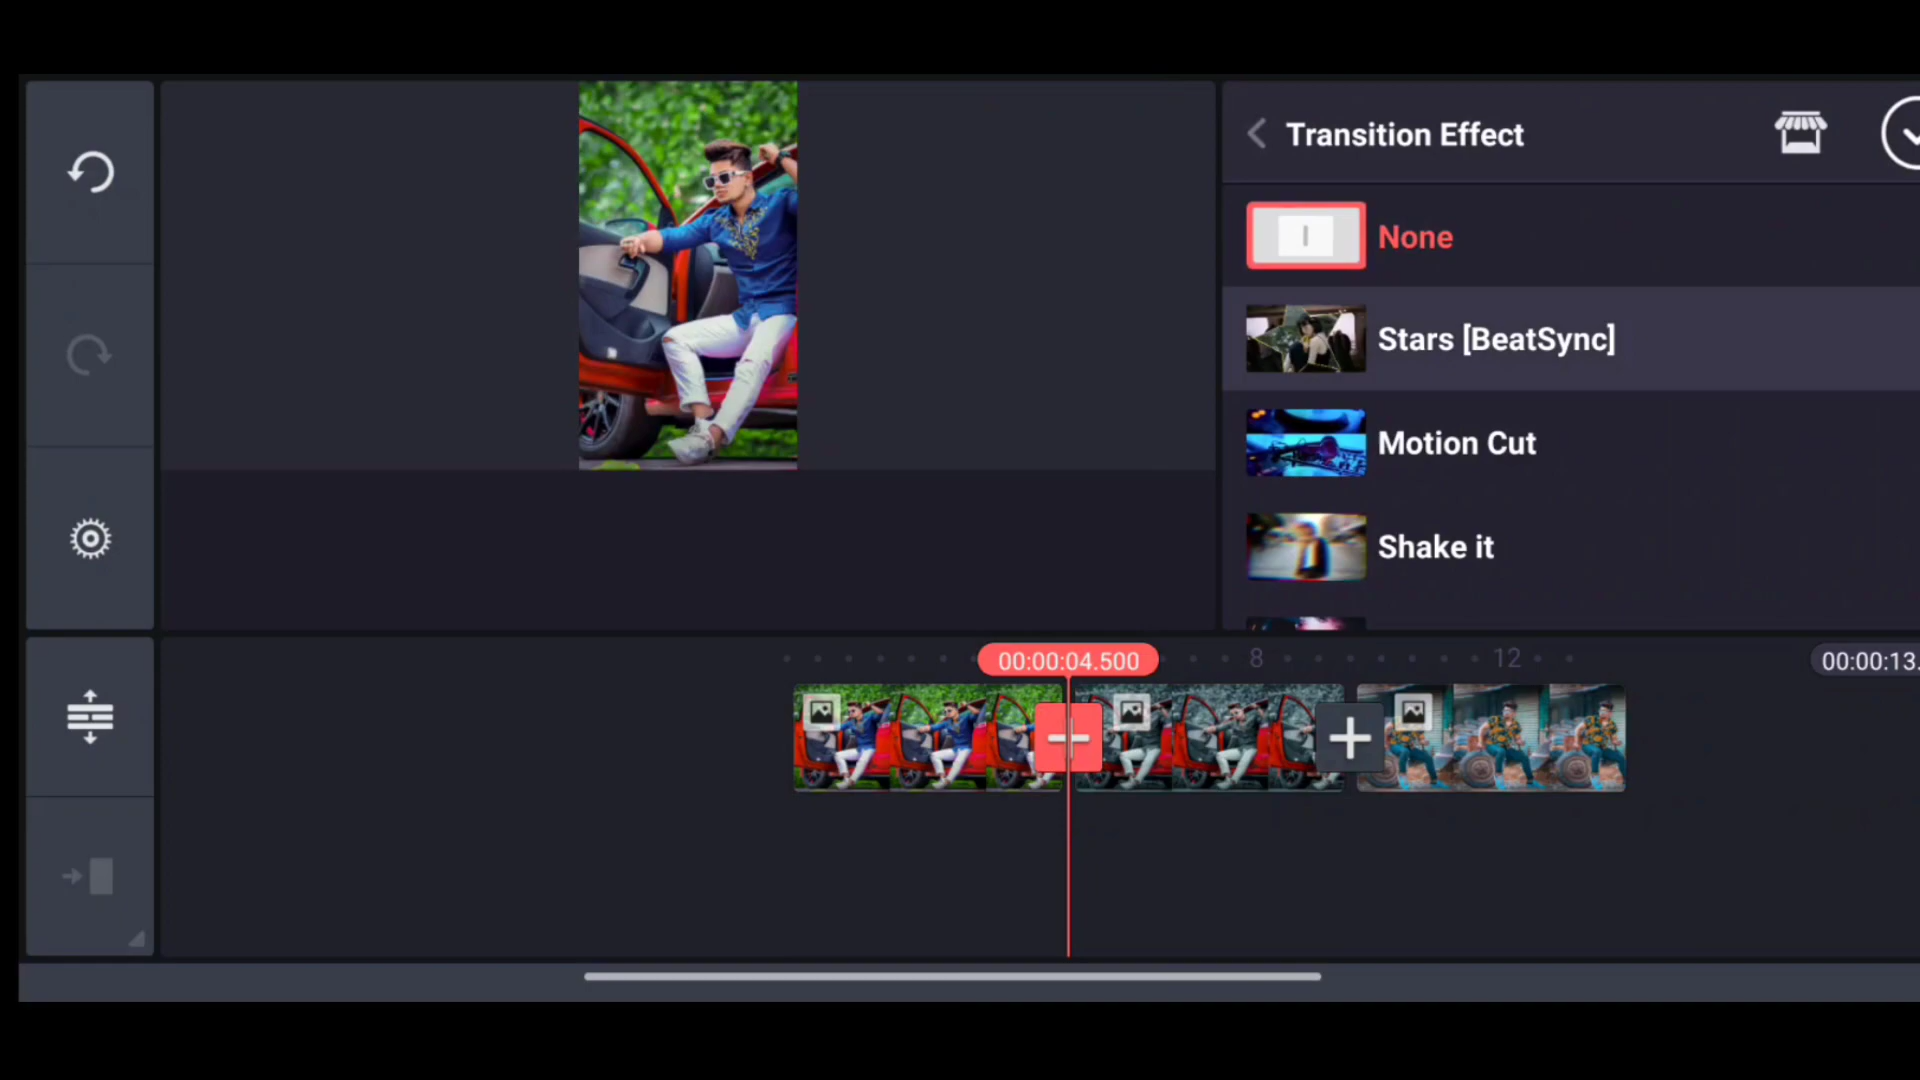 Transition Effect
None
Stars [BeatSync]
Motion Cut
Shake it
00:00:04.500
8
12
00:00:13.